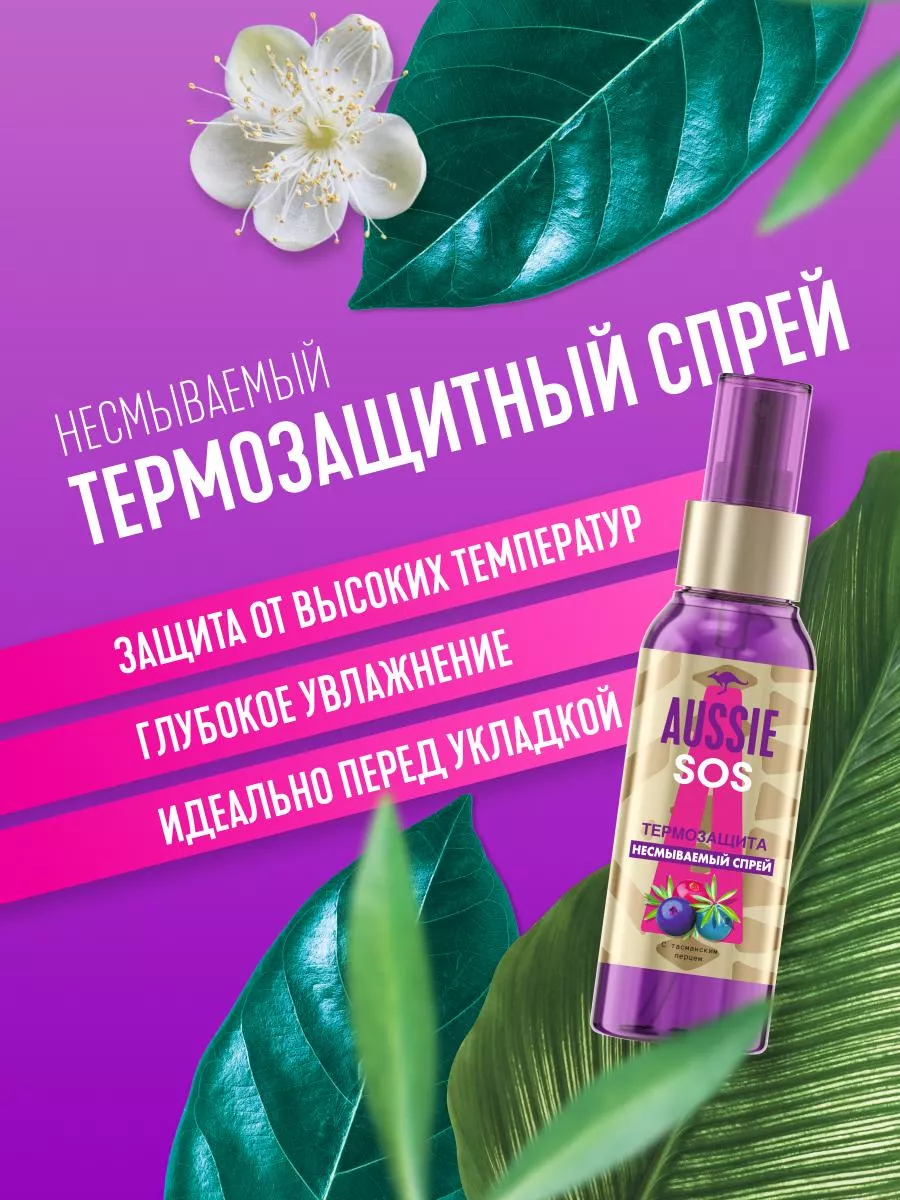 НЕСМЫВАЕМЫЙ
ТЕРМОЗАЩИТНЫЙ СПРЕЙ
ЗАЩИТА ОТ ВЫСОКИХ ТЕМПЕРАТУР
ГЛУБОКОЕ УВЛАЖНЕНИЕ
ИДЕАЛЬНО ПЕРЕД УКЛАДКОЙ
AUSSIE
SOS
ТЕРМОЗАЩИТА
НЕСМЫВАЕМЫЙ СПРЕЙ
С тасманским
перцем